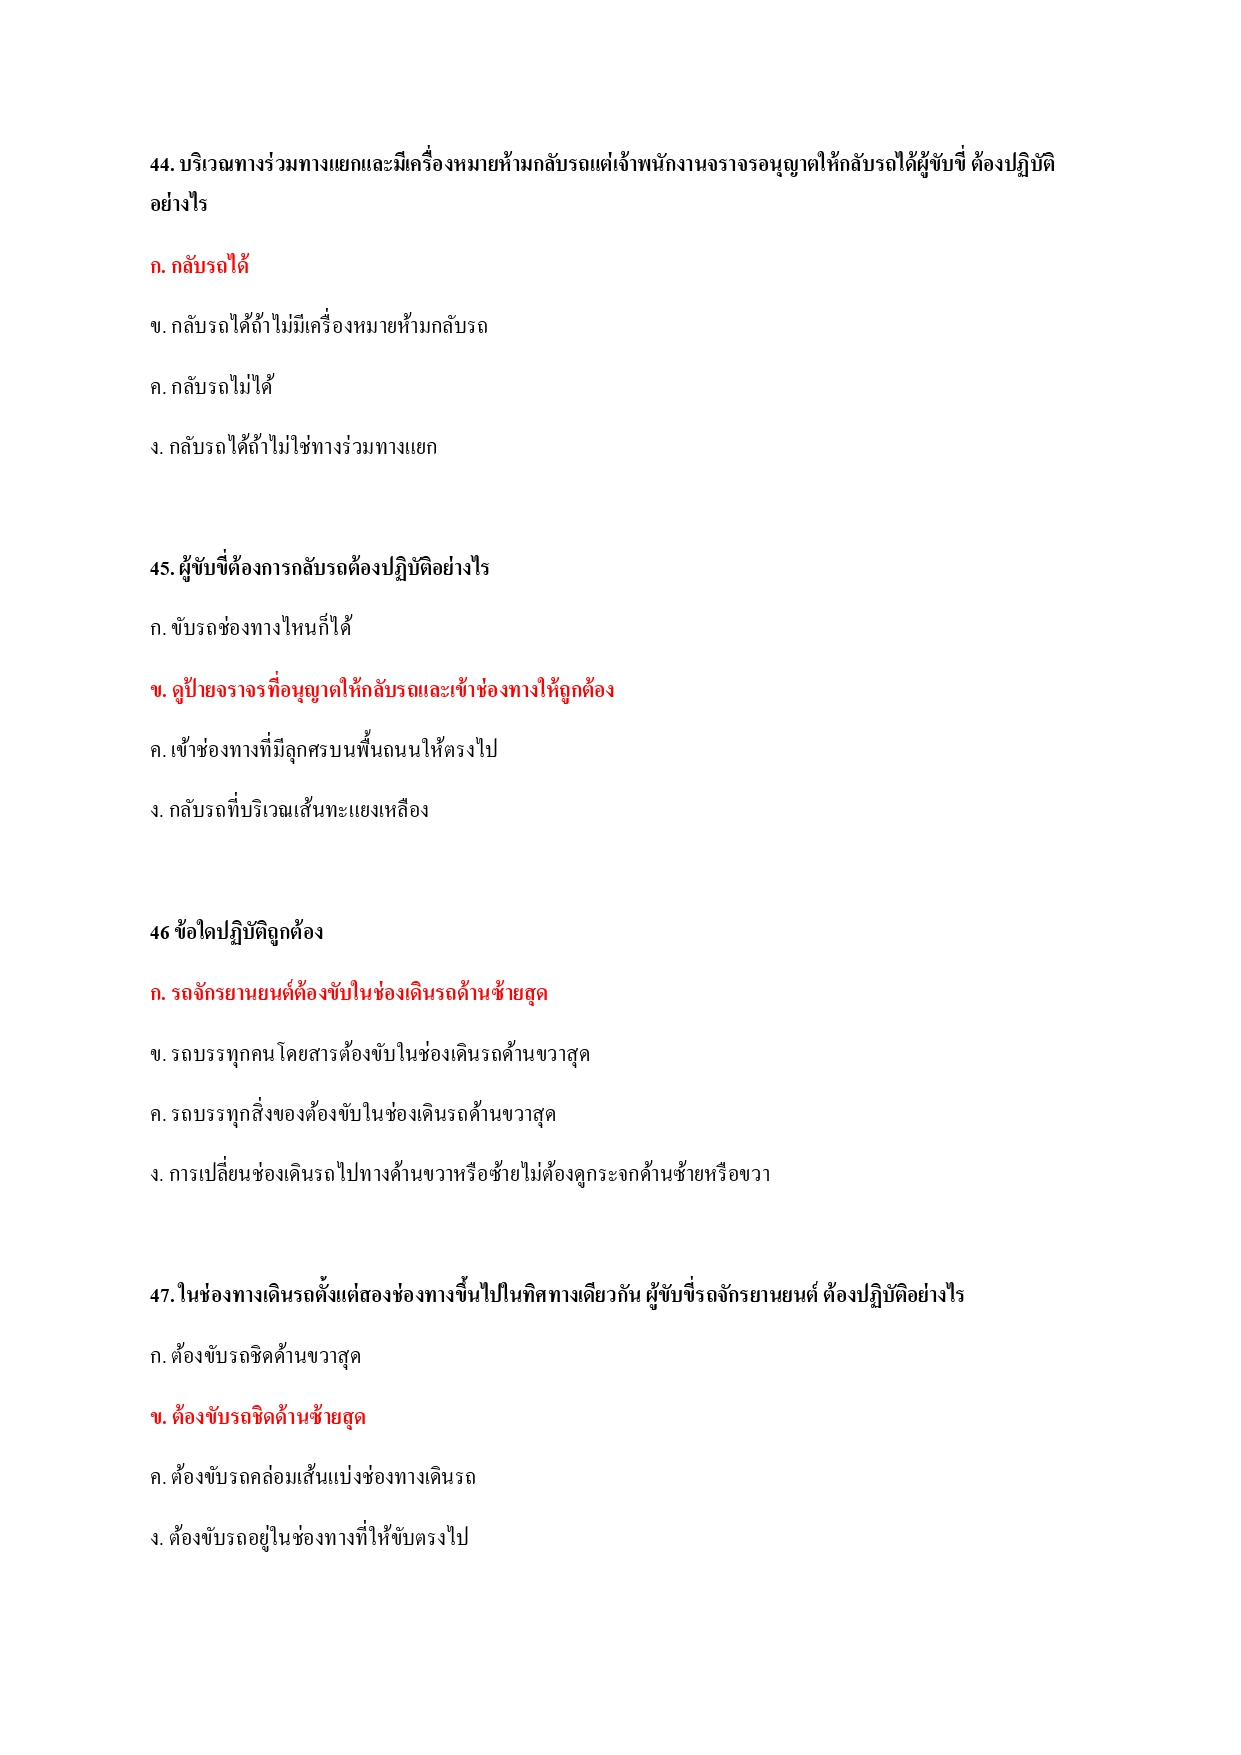 44. บริเวณทางร่วมทางแยกและมีเครื่องหมายห้ามกลับรถแต่เจ้าพนักงานจราจรอนุญาตให้กลับรถได้ผู้ขับขี่ ต้องปฏิบัติ
อย่างไร
ก. กลับรถได้
ข. กลับรถได้ถ้าไม่มีเครื่องหมายห้ามกลับรถ
ค. กลับรถไม่ได้
ง. กลับรถได้ถ้าไม่ใช่ทางร่วมทางแยก
45. ผู้ขับขี่ต้องการกลับรถต้องปฏิบัติอย่างไร
ก. ขับรถช่องทางไหนก็ได้
ข. ดูป้ายจราจรที่อนุญาตให้กลับรถและเข้าช่องทางให้ถูกต้อง
ค. เข้าช่องทางที่มีลุกศรบนพื้นถนนให้ตรงไป
ง. กลับรถที่บริเวณเส้นทะแยงเหลือง
46 ข้อใดปฏิบัติถูกต้อง
ก. รถจักรยานยนต์ต้องขับในช่องเดินรถด้านซ้ายสุด
ข. รถบรรทุกคนโดยสารต้องขับในช่องเดินรถด้านขวาสุด
ค. รถบรรทุกสิ่งของต้องขับในช่องเดินรถด้านขวาสุด
ง. การเปลี่ยนช่องเดินรถไปทางด้านขวาหรือซ้ายไม่ต้องดูกระจกด้านซ้ายหรือขวา
47. ในช่องทางเดินรถตั้งแต่สองช่องทางขึ้นไปในทิศทางเดียวกัน ผู้ขับขี่รถจักรยานยนต์ ต้องปฏิบัติอย่างไร
ก. ต้องขับรถชิดด้านขวาสุด
ข. ต้องขับรถชิดด้านซ้ายสุด
ค. ต้องขับรถคล่อมเส้นแบ่งช่องทางเดินรถ
ง. ต้องขับรถอยู่ในช่องทางที่ให้ขับตรงไป